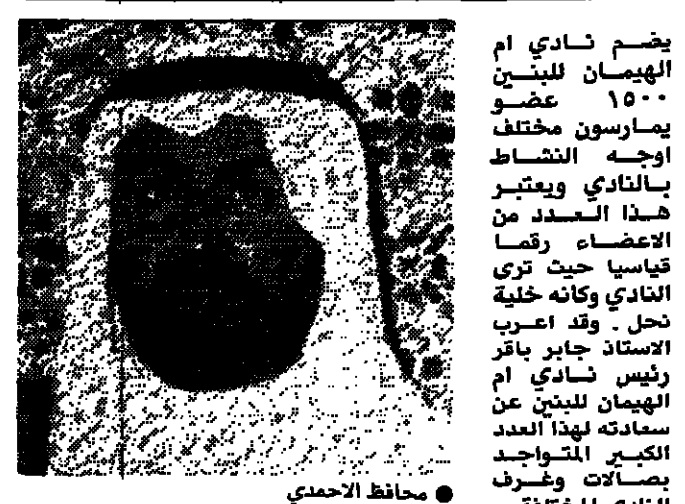 يضم نادي ام
الهيمان للبنين
١٥٠٠ عضو
يمارسون مختلف
اوجه النشاط
بالنادي ويعتبر
هذا العدد من
الاعضاء رقما
قياسيا حيث ترى
النادي وكانه خلية
نحل . وقد اعرب
الاستاذ جابر باقر
رئيس نادي ام
الهيمان للبنين عن
سعادته لهذا العدد
الكبير المتواجد
بصالات وغرف
● محافظ الاحمدي